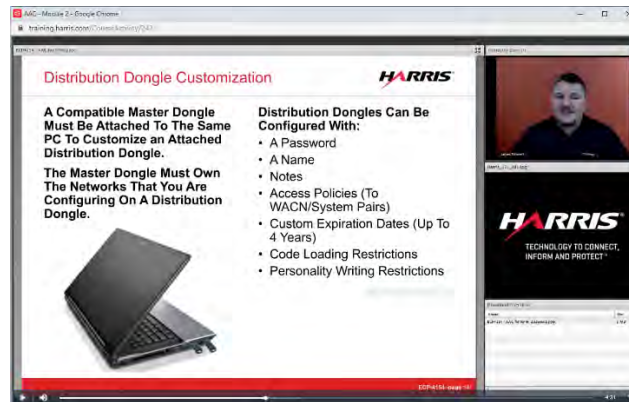 AAC - Module 2 - Google Chrome
training.harris.com
Distribution Dongle Customization
HARRIS
A Compatible Master Dongle
Must Be Attached To The Same
PC To Customize an Attached
Distribution Dongle.
The Master Dongle Must Own
The Networks That You Are
Configuring On A Distribution
Dongle.
Distribution Dongles Can Be
Configured With:
• A Password
• A Name
• Notes
• Access Policies (To
WACN/System Pairs)
• Custom Expiration Dates (Up To
4 Years)
• Code Loading Restrictions
• Personality Writing Restrictions
HARRIS
TECHNOLOGY TO CONNECT,
INFORM AND PROTECT™